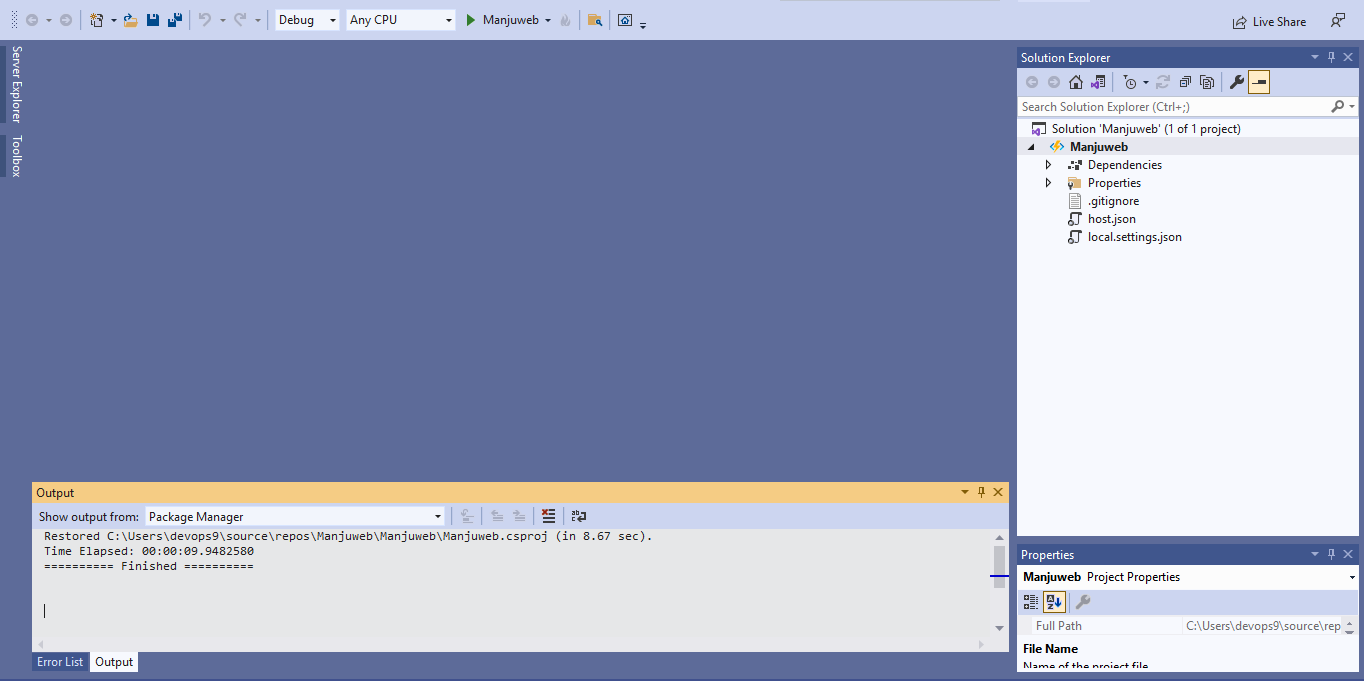 Debug
Any CPU
Manjuweb
Live Share
Server Explorer
Toolbox
Solution Explorer
Search Solution Explorer (Ctrl+;)
Solution 'Manjuweb' (1 of 1 project)
Manjuweb
Dependencies
Properties
.gitignore
host.json
local.settings.json
Output
Show output from: Package Manager
Restored C:\Users\devops9\source\repos\Manjuweb\Manjuweb\Manjuweb.csproj (in 8.67 sec).
Time Elapsed: 00:00:09.9482580
========== Finished ==========
Error List Output
Properties
Manjuweb Project Properties
Full Path C:\Users\devops9\source\rep
File Name
Name of the project file